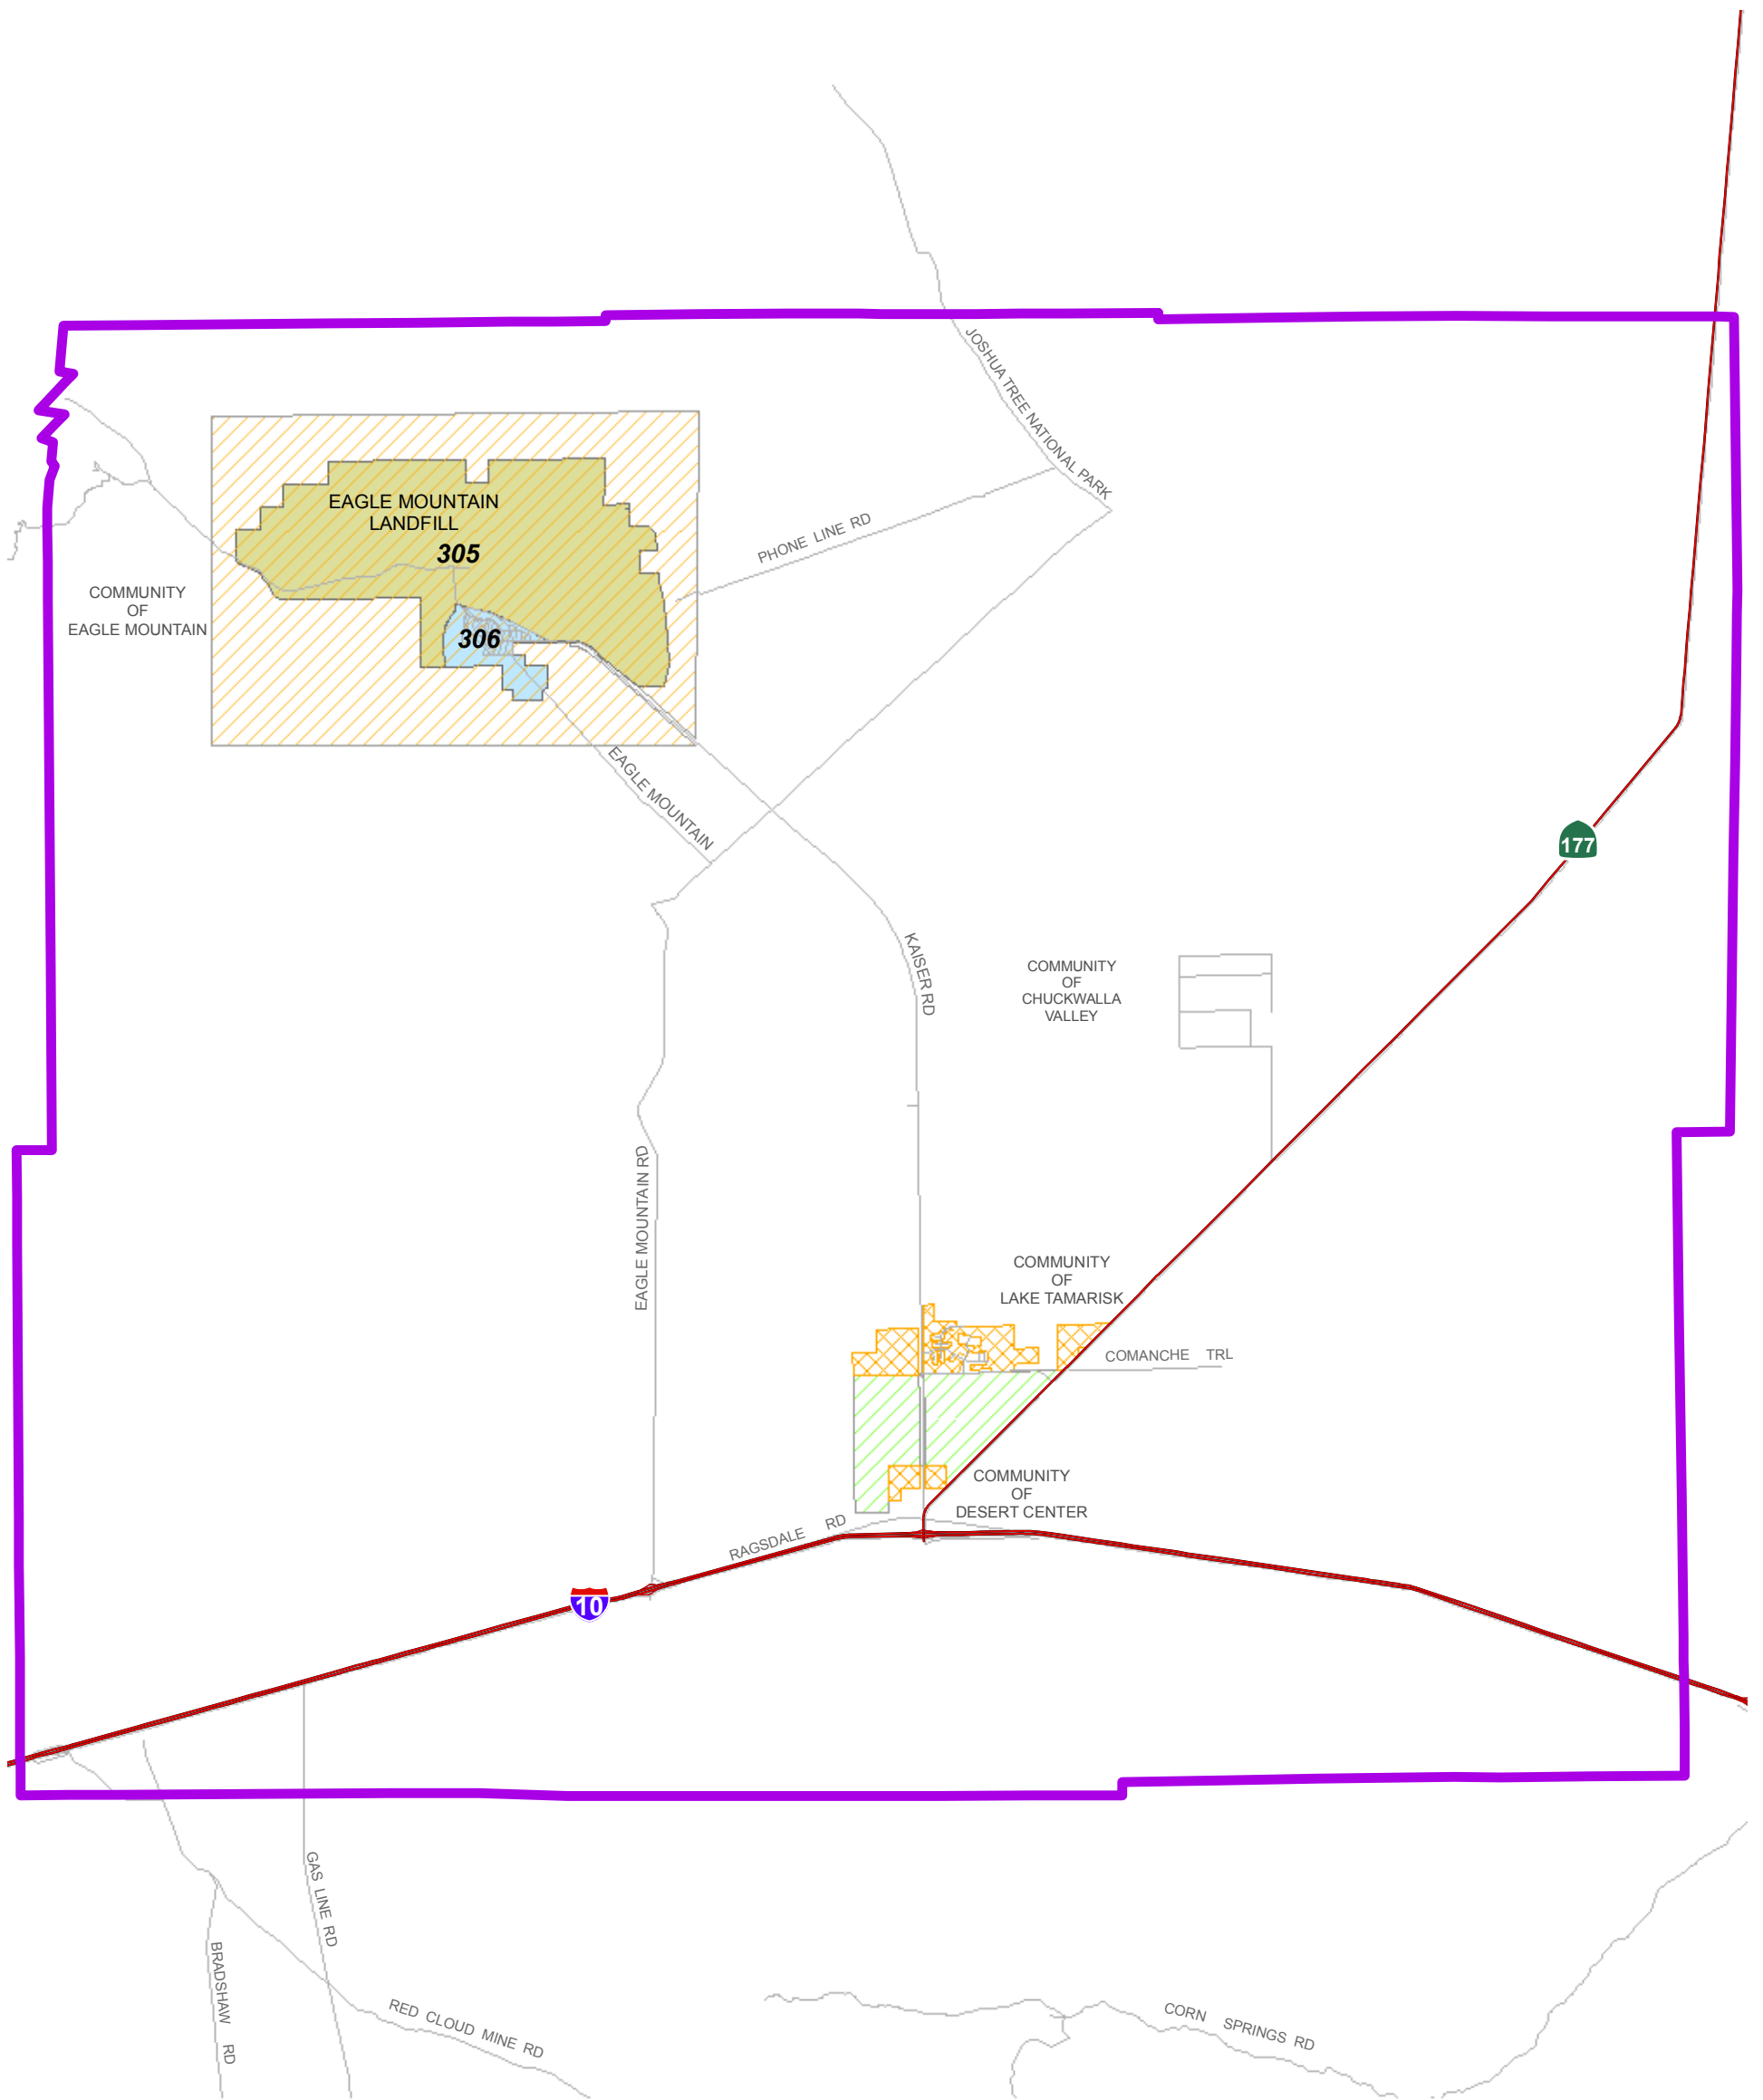 JOSHUA TREE NATIONAL PARK
EAGLE MOUNTAIN
LANDFILL
305
PHONE LINE RD
COMMUNITY
OF
EAGLE MOUNTAIN
306
EAGLE MOUNTAIN
177
KAISER RD
COMMUNITY
OF
CHUCKWALLA
VALLEY
EAGLE MOUNTAIN RD
COMMUNITY
OF
LAKE TAMARISK
COMANCHE TRL
COMMUNITY
OF
DESERT CENTER
RAGSDALE RD
10
GAS LINE RD
BRADSHAW RD
RED CLOUD MINE RD
CORN SPRINGS RD